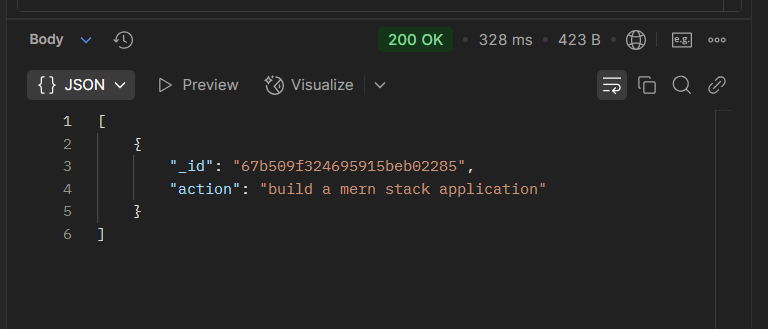 Body 200 OK • 328 ms • 423 B • e.g. ooo
{} JSON Preview Visualize
1 [
2 {
3 "_id": "67b509f324695915beb02285",
4 "action": "build a mern stack application"
5 }
6 ]